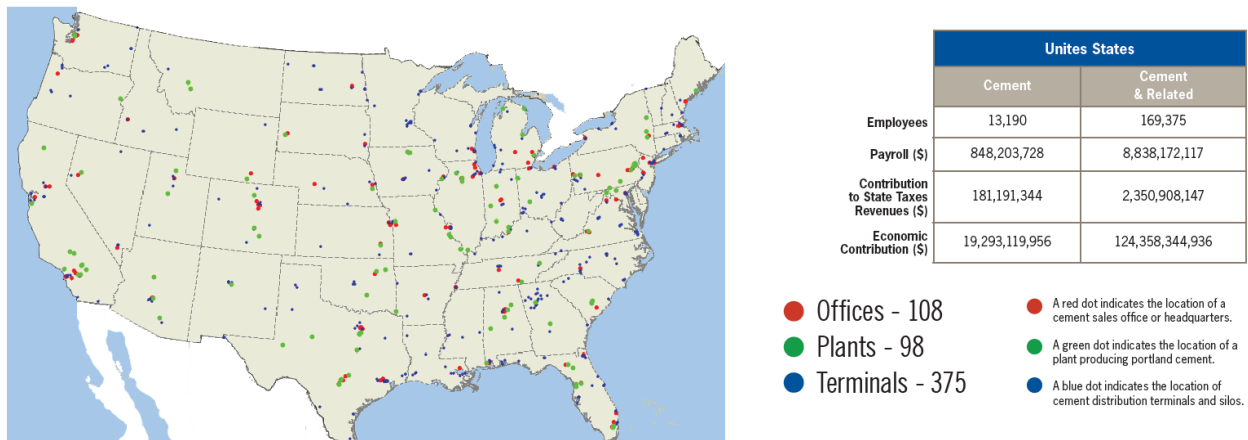 Unites States
Cement
Cement
& Related
Employees
13,190
169,375
Payroll ($)
848,203,728
8,838,172,117
Contribution
to State Taxes
Revenues ($)
181,191,344
2,350,908,147
Economic
Contribution ($)
19,293,119,956
124,358,344,936
Offices - 108
Plants - 98
Terminals - 375
A red dot indicates the location of a
cement sales office or headquarters.
A green dot indicates the location of a
plant producing portland cement.
A blue dot indicates the location of
cement distribution terminals and silos.